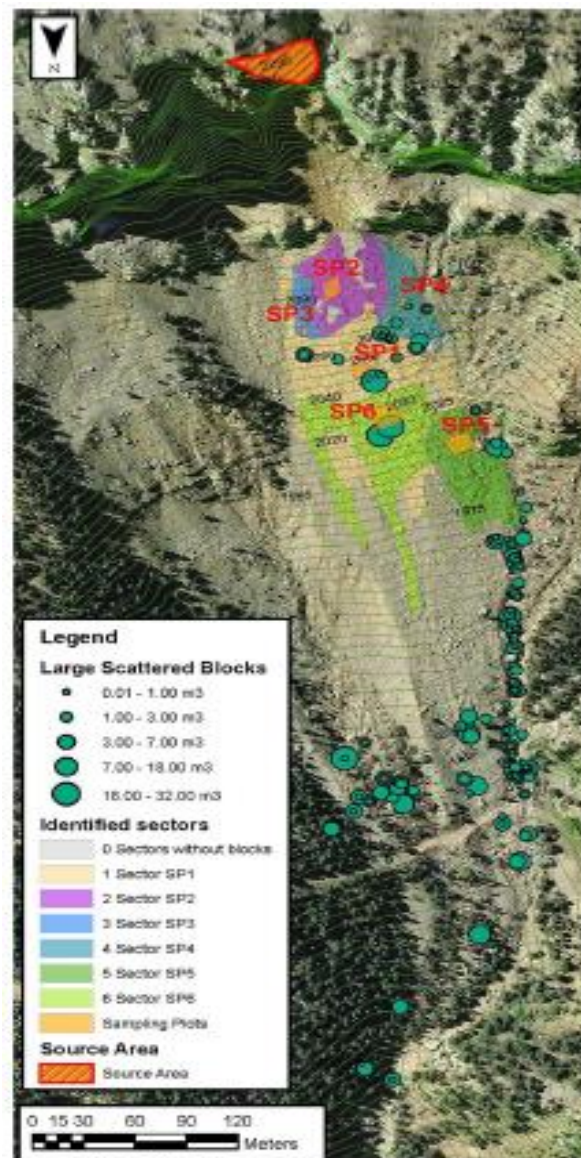 N
SP2
SP4
SP3
SP1
2040
SP6
SP5
2020
Legend
Large Scattered Blocks
0.01 - 1.00 m3
1.00 - 3.00 m3
3.00 - 7.00 m3
7.00 - 18.00 m3
18.00 - 32.00 m3
Identified sectors
0 Sectors without blocks
1 Sector SP1
2 Sector SP2
3 Sector SP3
4 Sector SP4
5 Sector SP5
6 Sector SP6
Sampling Plots
Source Area
Source Area
0 15 30 60 90 120
Meters